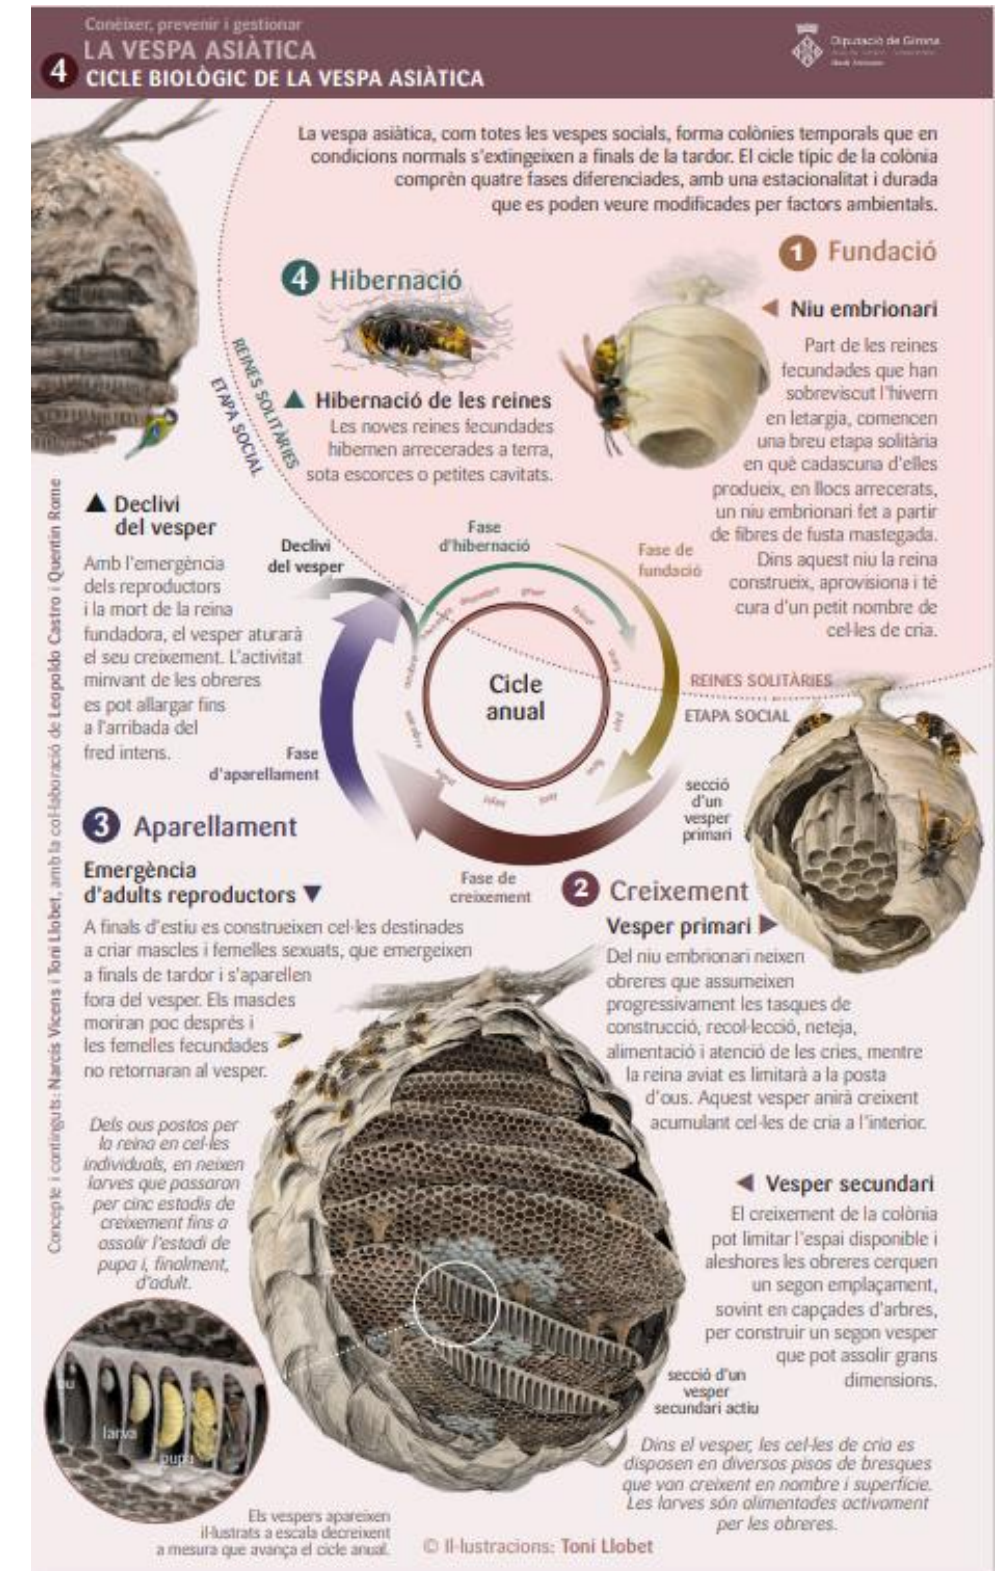 Conèixer, prevenir i gestionar
LA VESPA ASIÀTICA
4 CICLE BIOLÒGIC DE LA VESPA ASIÀTICA
Diputació de Girona
La vespa asiàtica, com totes les vespes socials, forma colònies temporals que en
condicions normals s'extingeixen a finals de la tardor. El cicle típic de la colònia
comprèn quatre fases diferenciades, amb una estacionalitat i durada
que es poden veure modificades per factors ambientals.
1 Fundació
Niu embrionari
Part de les reines
fecundades que han
sobreviscut l'hivern
en letargia, comencen
una breu etapa solitària
en què cadascuna d'elles
produeix, en llocs arrecerats,
un niu embrionari fet a partir
de fibres de fusta mastegada.
Dins aquest niu la reina
construeix, aprovisiona i té
cura d'un petit nombre de
cel·les de cria.
4 Hibernació
Hibernació de les reines
Les noves reines fecundades
hibernen arrecerades a terra,
sota escorces o petites cavitats.
REINES SOLITÀRIES
ETAPA SOCIAL
Declivi
del vesper
Amb l'emergència
dels reproductors
i la mort de la reina
fundadora, el vesper aturarà
el seu creixement. L'activitat
minvant de les obreres
es pot allargar fins
a l'arribada del
fred intens.
Declivi
del vesper
Fase
d'hibernació
Fase de
fundació
Cicle
anual
gener
febrer
març
abril
maig
juny
juliol
agost
setembre
octubre
novembre
desembre
Fase
d'aparellament
Fase de
creixement
REINES SOLITÀRIES
ETAPA SOCIAL
secció
d'un
vesper
primari
3 Aparellament
Emergència
d'adults reproductors
A finals d'estiu es construeixen cel·les destinades
a criar mascles i femelles sexuats, que emergeixen
a finals de tardor i s'aparellen
fora del vesper. Els mascles
moriran poc després i
les femelles fecundades
no retornaran al vesper.
2 Creixement
Vesper primari
Del niu embrionari neixen
obreres que assumeixen
progressivament les tasques de
construcció, recol·lecció, neteja,
alimentació i atenció de les cries, mentre
la reina aviat es limitarà a la posta
d'ous. Aquest vesper anirà creixent
acumulant cel·les de cria a l'interior.
Dels ous postos per
la reina en cel·les
individuals, en neixen
larves que passaran
per cinc estadis de
creixement fins a
assolir l'estadi de
pupa i, finalment,
d'adult.
Vesper secundari
El creixement de la colònia
pot limitar l'espai disponible i
aleshores les obreres cerquen
un segon emplaçament,
sovint en capçades d'arbres,
per construir un segon vesper
que pot assolir grans
dimensions.
secció d'un
vesper
secundari actiu
ou
larva
pupa
Dins el vesper, les cel·les de cria es
disposen en diversos pisos de bresques
que van creixent en nombre i superfície.
Les larves són alimentades activament
per les obreres.
Els vespers apareixen
il·lustrats a escala decreixent
a mesura que avança el cicle anual.
© Il·lustracions: Toni Llobet
Concepte i continguts: Narcís Vicens i Toni Llobet, amb la col·laboració de Leopoldo Castro i Quentin Rome